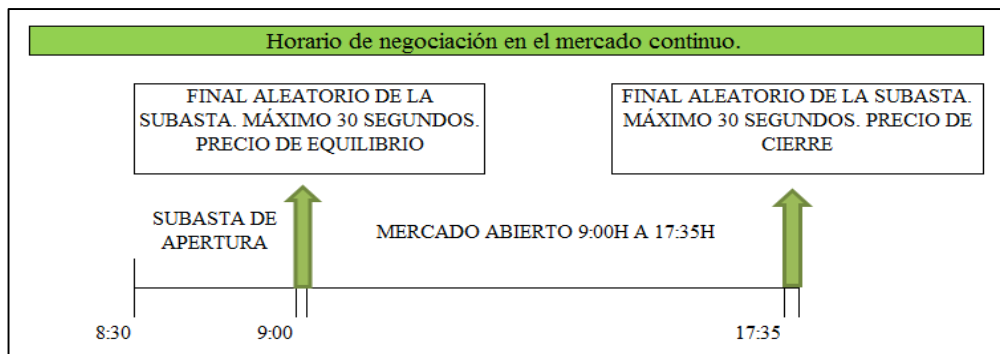 Horario de negociación en el mercado continuo.
FINAL ALEATORIO DE LA
SUBASTA. MÁXIMO 30 SEGUNDOS.
PRECIO DE EQUILIBRIO
FINAL ALEATORIO DE LA SUBASTA.
MÁXIMO 30 SEGUNDOS. PRECIO DE
CIERRE
SUBASTA DE
APERTURA
MERCADO ABIERTO 9:00H A 17:35H
8:30
9:00
17:35